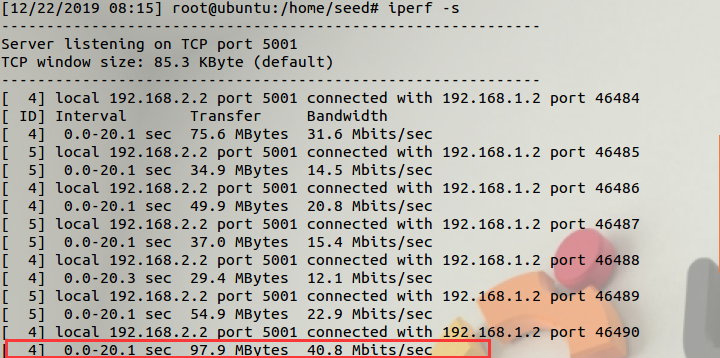 [12/22/2019 08:15] root@ubuntu:/home/seed# iperf -s
------------------------------------------------------------
Server listening on TCP port 5001
TCP window size: 85.3 KByte (default)
------------------------------------------------------------
[  4] local 192.168.2.2 port 5001 connected with 192.168.1.2 port 46484
[ ID] Interval       Transfer     Bandwidth
[  4]  0.0-20.1 sec  75.6 MBytes  31.6 Mbits/sec
[  5] local 192.168.2.2 port 5001 connected with 192.168.1.2 port 46485
[  5]  0.0-20.1 sec  34.9 MBytes  14.5 Mbits/sec
[  4] local 192.168.2.2 port 5001 connected with 192.168.1.2 port 46486
[  4]  0.0-20.1 sec  49.9 MBytes  20.8 Mbits/sec
[  5] local 192.168.2.2 port 5001 connected with 192.168.1.2 port 46487
[  5]  0.0-20.1 sec  37.0 MBytes  15.4 Mbits/sec
[  4] local 192.168.2.2 port 5001 connected with 192.168.1.2 port 46488
[  4]  0.0-20.3 sec  29.4 MBytes  12.1 Mbits/sec
[  5] local 192.168.2.2 port 5001 connected with 192.168.1.2 port 46489
[  5]  0.0-20.1 sec  54.9 MBytes  22.9 Mbits/sec
[  4] local 192.168.2.2 port 5001 connected with 192.168.1.2 port 46490
[  4]  0.0-20.1 sec  97.9 MBytes  40.8 Mbits/sec